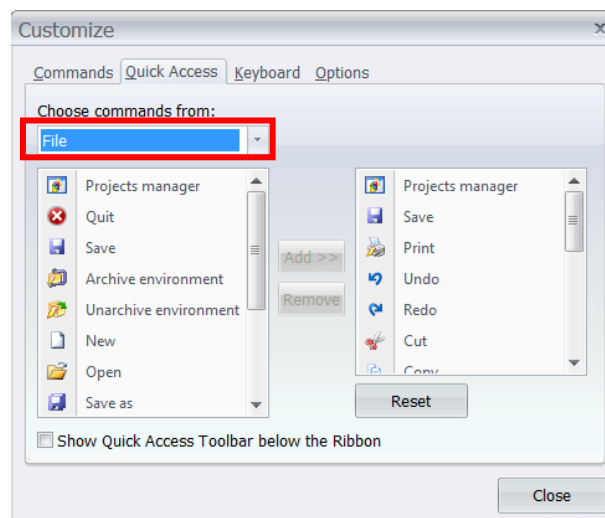 Customize
Commands Quick Access Keyboard Options
Choose commands from:
File
Projects manager
Quit
Save
Archive environment
Unarchive environment
New
Open
Save as
Add >>
Remove
Projects manager
Save
Print
Undo
Redo
Cut
Copy
Reset
Show Quick Access Toolbar below the Ribbon
Close